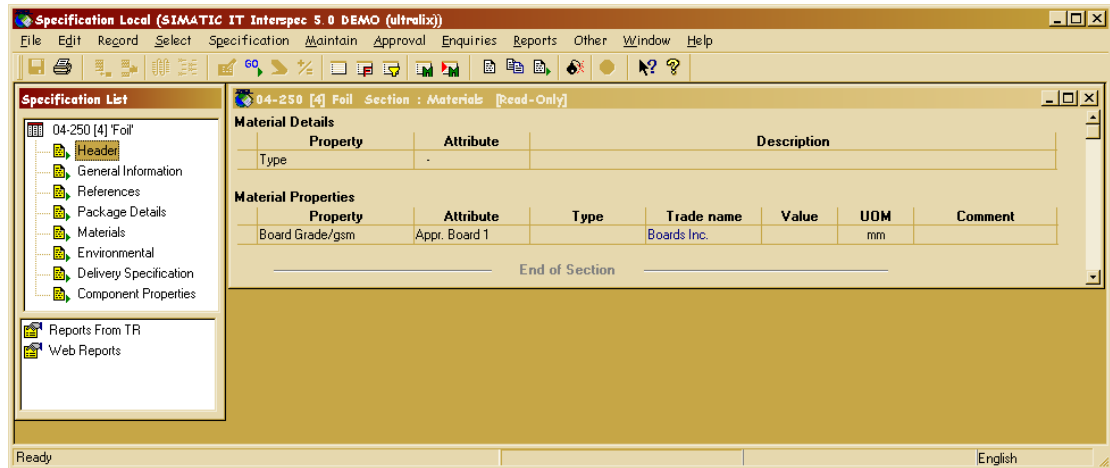 Specification Local (SIMATIC IT Interspec 5.0 DEMO (ultralix))
File Edit Record Select Specification Maintain Approval Enquiries Reports Other Window Help
GO
Specification List
04-250 [4] 'Foil'
Header
General Information
References
Package Details
Materials
Environmental
Delivery Specification
Component Properties
Reports From TR
Web Reports
04-250 [4] Foil Section : Materials [Read-Only]
Material Details
Property Attribute Description
Type -
Material Properties
Property Attribute Type Trade name Value UOM Comment
Board Grade/gsm Appr. Board 1 Boards Inc. mm
End of Section
Ready English